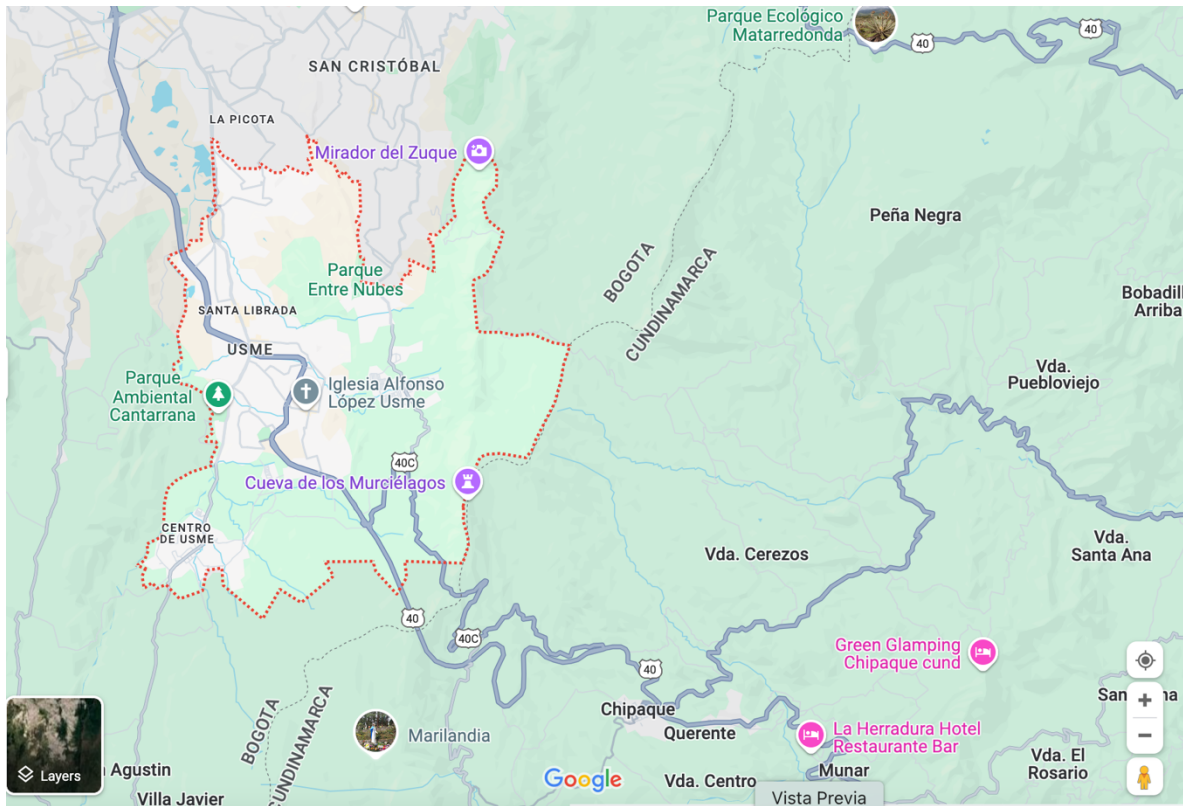 Parque Ecológico
Matarredonda
40
40
SAN CRISTÓBAL
LA PICOTA
Mirador del Zuque
Peña Negra
BOGOTA
CUNDINAMARCA
Parque
Entre Nubes
Bobadill
Arriba
SANTA LIBRADA
USME
Vda.
Puebloviejo
Parque
Ambiental
Cantarrana
Iglesia Alfonso
López Usme
40C
Cueva de los Murciélagos
CENTRO
DE USME
Vda. Cerezos
Vda.
Santa Ana
40
40C
40
Green Glamping
Chipaque cund
BOGOTA
CUNDINAMARCA
Chipaque
Querente
Marilandia
La Herradura Hotel
Restaurante Bar
Layers
Agustin
Villa Javier
Google
Vda. Centro
Munar
Vda. El
Rosario
Vista Previa